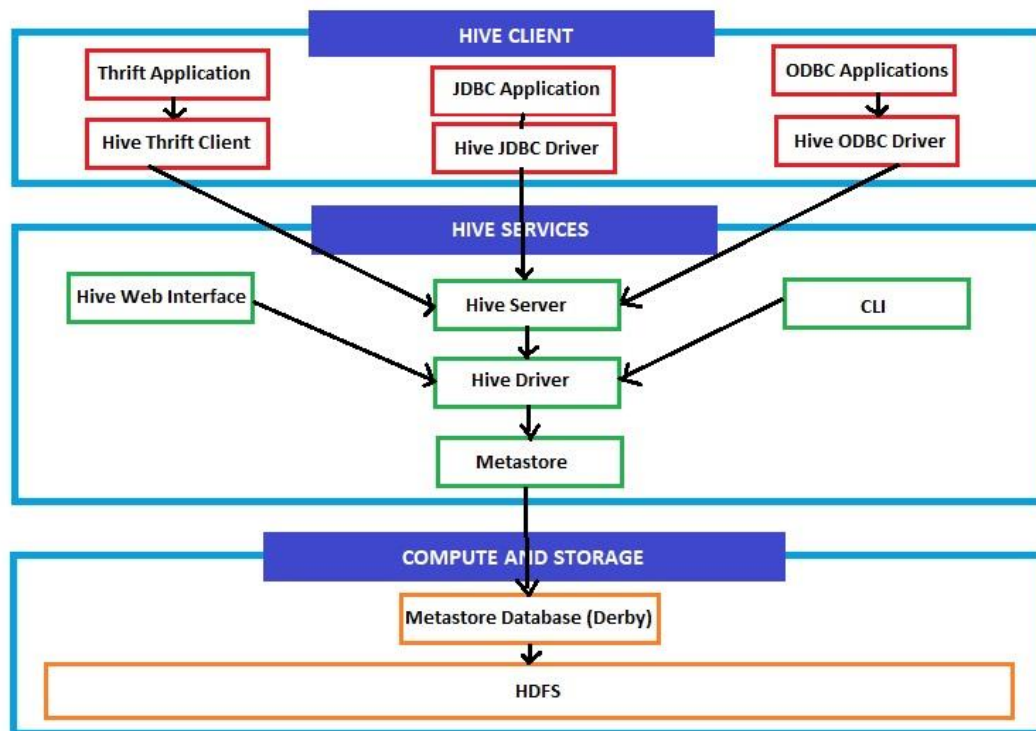 HIVE CLIENT
Thrift Application
JDBC Application
ODBC Applications
Hive Thrift Client
Hive JDBC Driver
Hive ODBC Driver
HIVE SERVICES
Hive Web Interface
Hive Server
CLI
Hive Driver
Metastore
COMPUTE AND STORAGE
Metastore Database (Derby)
HDFS